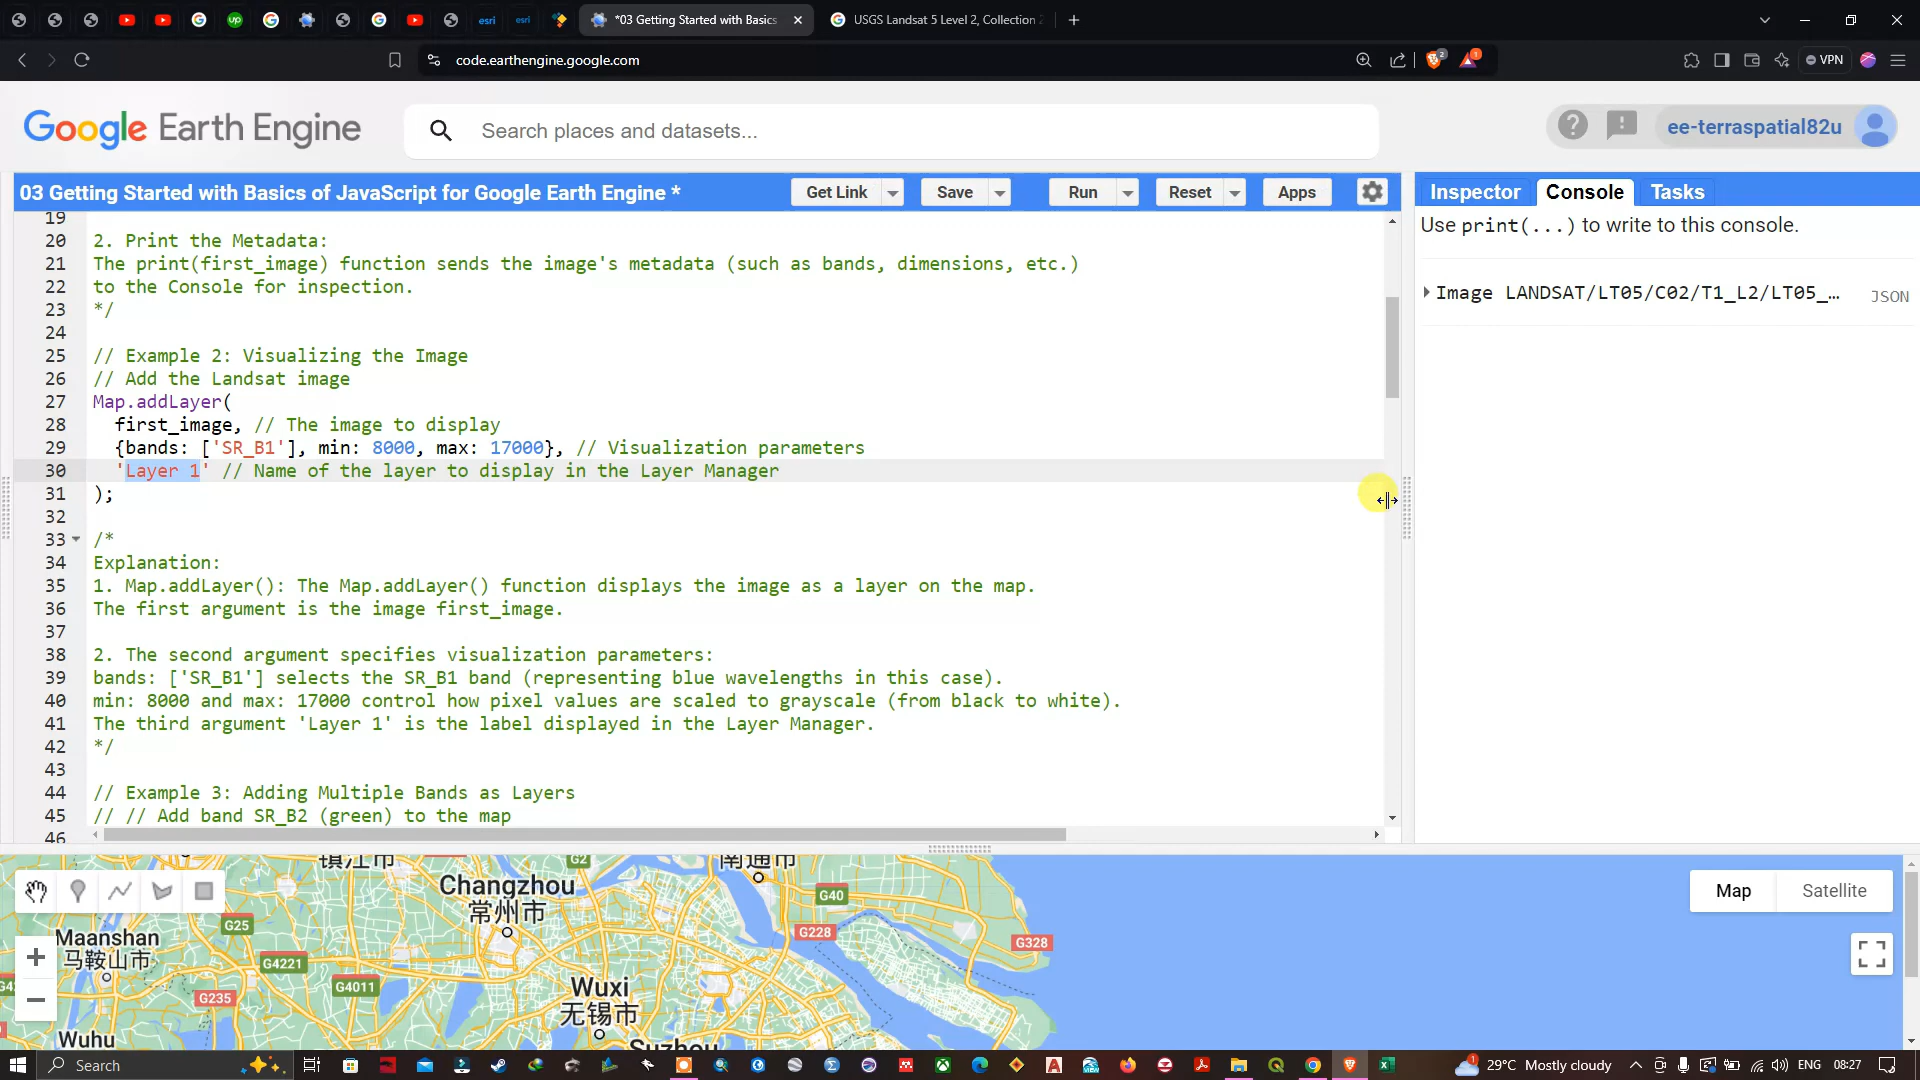 *03 Getting Started with Basics
USGS Landsat 5 Level 2, Collection 2
code.earthengine.google.com
VPN
Google Earth Engine
Search places and datasets...
ee-terraspatial82u
03 Getting Started with Basics of JavaScript for Google Earth Engine *
Get Link
Save
Run
Reset
Apps
Inspector
Console
Tasks
Use print(...) to write to this console.
Image LANDSAT/LT05/C02/T1_L2/LT05_…
JSON
19
20 2. Print the Metadata:
21 The print(first_image) function sends the image's metadata (such as bands, dimensions, etc.)
22 to the Console for inspection.
23 */
24
25 // Example 2: Visualizing the Image
26 // Add the Landsat image
27 Map.addLayer(
28 first_image, // The image to display
29 {bands: ['SR_B1'], min: 8000, max: 17000}, // Visualization parameters
30 'Layer 1' // Name of the layer to display in the Layer Manager
31 );
32
33 /*
34 Explanation:
35 1. Map.addLayer(): The Map.addLayer() function displays the image as a layer on the map.
36 The first argument is the image first_image.
37
38 2. The second argument specifies visualization parameters:
39 bands: ['SR_B1'] selects the SR_B1 band (representing blue wavelengths in this case).
40 min: 8000 and max: 17000 control how pixel values are scaled to grayscale (from black to white).
41 The third argument 'Layer 1' is the label displayed in the Layer Manager.
42 */
43
44 // Example 3: Adding Multiple Bands as Layers
45 // // Add band SR_B2 (green) to the map
46
镇江市
G2
南通市
Changzhou
常州市
G40
G25
G228
G328
Maanshan
马鞍山市
G4221
G4011
G235
Wuxi
无锡市
Wuhu
Suzhou
Map
Satellite
Search
29°C Mostly cloudy
ENG
08:27